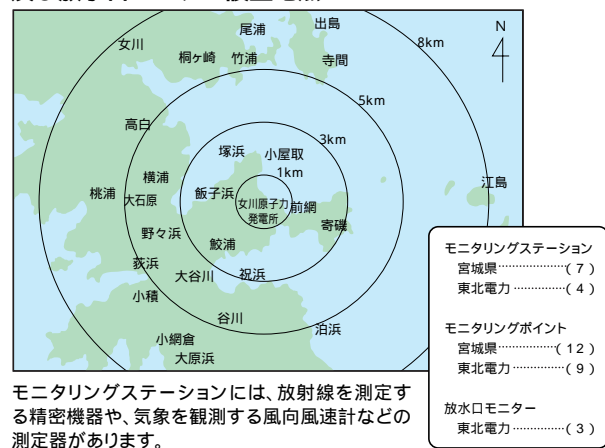 女川
尾浦
出島
N
桐ヶ崎
竹浦
寺間
8km
5km
高白
3km
塚浜
小屋取
1km
横浦
桃浦
大石原
飯子浜
女川原子力
発電所
前網
江島
寄磯
野々浜
鮫浦
荻浜
大谷川
祝浜
小積
谷川
泊浜
小網倉
大原浜
モニタリングステーション
宮城県………………(7)
東北電力……………(4)
モニタリングポイント
宮城県………………(12)
東北電力……………(9)
放水口モニター
東北電力……………(3)
モニタリングステーションには、放射線を測定す
る精密機器や、気象を観測する風向風速計などの
測定器があります。